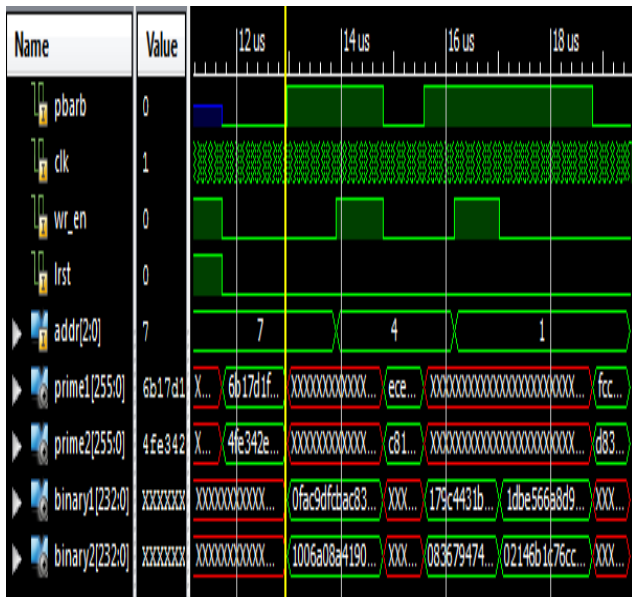 Name Value 12 us 14 us 16 us 18 us
pbarb 0
clk 1
wr_en 0
lrst 0
addr[2:0] 7 7 4 1
prime1[255:0] 6b17d1 X... 6b17d1f... XXXXXXXXXXX... ece... XXXXXXXXXXXXXXXXXXXXXX... fcc...
prime2[255:0] 4fe342 X... 4fe342e... XXXXXXXXXXX... c81... XXXXXXXXXXXXXXXXXXXXXX... d83...
binary1[232:0] XXXXXX XXXXXXXXXXX... 0fac9dfcbac83... XXX... 179c4431b... 1dbe566a8d9... XXX...
binary2[232:0] XXXXXX XXXXXXXXXXX... 1006a08a4190... XXX... 083679474... 02146b1c76cc... XXX...